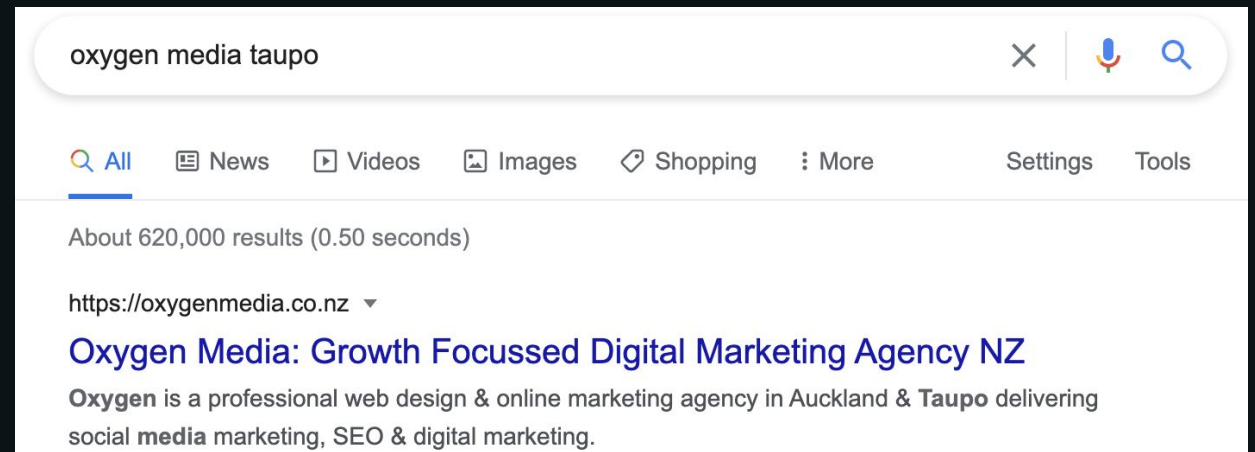 oxygen media taupo
All News Videos Images Shopping More Settings Tools
About 620,000 results (0.50 seconds)
https://oxygenmedia.co.nz
Oxygen Media: Growth Focussed Digital Marketing Agency NZ
Oxygen is a professional web design & online marketing agency in Auckland & Taupo delivering
social media marketing, SEO & digital marketing.